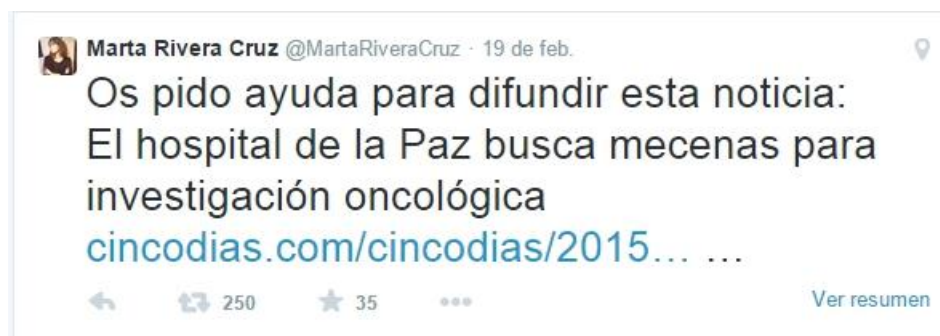 Marta Rivera Cruz @MartaRiveraCruz · 19 de feb.
Os pido ayuda para difundir esta noticia:
El hospital de la Paz busca mecenas para
investigación oncológica
cincodias.com/cincodias/2015... ...
250 35 Ver resumen